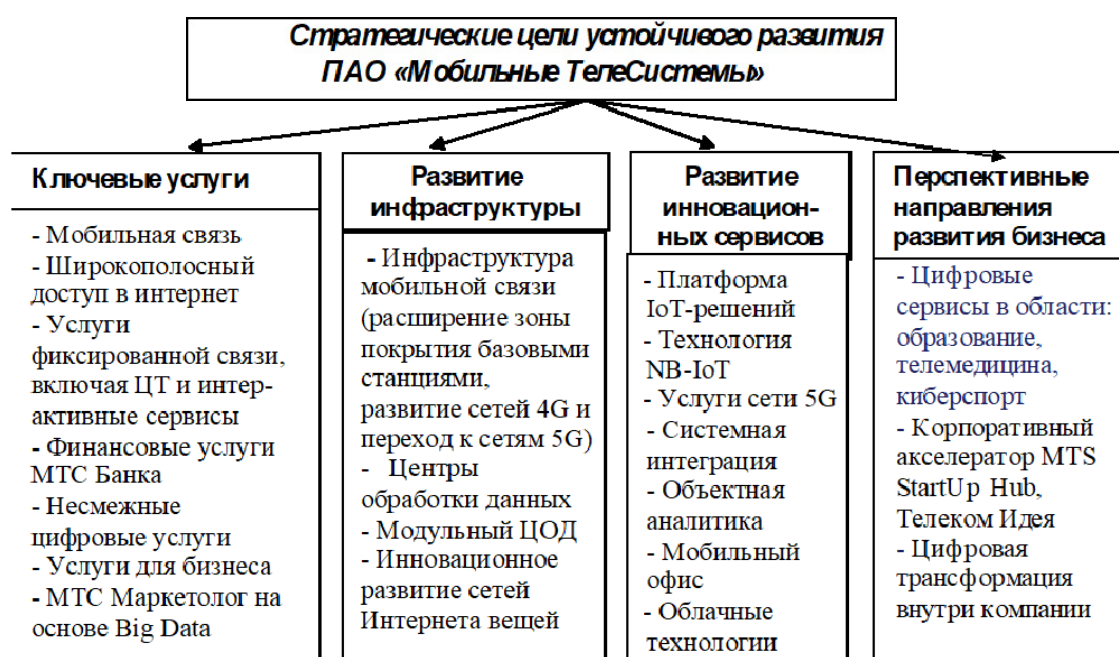 Стратегические цели устойчивого развития
ПАО «Мобильные ТелеСистемы»
Ключевые услуги
- Мобильная связь
- Широкополосный
доступ в интернет
- Услуги
фиксированной связи,
включая ЦТ и интер-
активные сервисы
- Финансовые услуги
МТС Банка
- Несмежные
цифровые услуги
- Услуги для бизнеса
- МТС Маркетолог на
основе Big Data
Развитие
инфраструктуры
- Инфраструктура
мобильной связи
(расширение зоны
покрытия базовыми
станциями,
развитие сетей 4G и
переход к сетям 5G)
- Центры
обработки данных
- Модульный ЦОД
- Инновационное
развитие сетей
Интернета вещей
Развитие
инновацион-
ных сервисов
- Платформа
IoT-решений
- Технология
NB-IoT
- Услуги сети 5G
- Системная
интеграция
- Объектная
аналитика
- Мобильный
офис
- Облачные
технологии
Перспективные
направления
развития бизнеса
- Цифровые
сервисы в области:
образование,
телемедицина,
киберспорт
- Корпоративный
акселератор MTS
StartUp Hub,
Телеком Идея
- Цифровая
трансформация
внутри компании